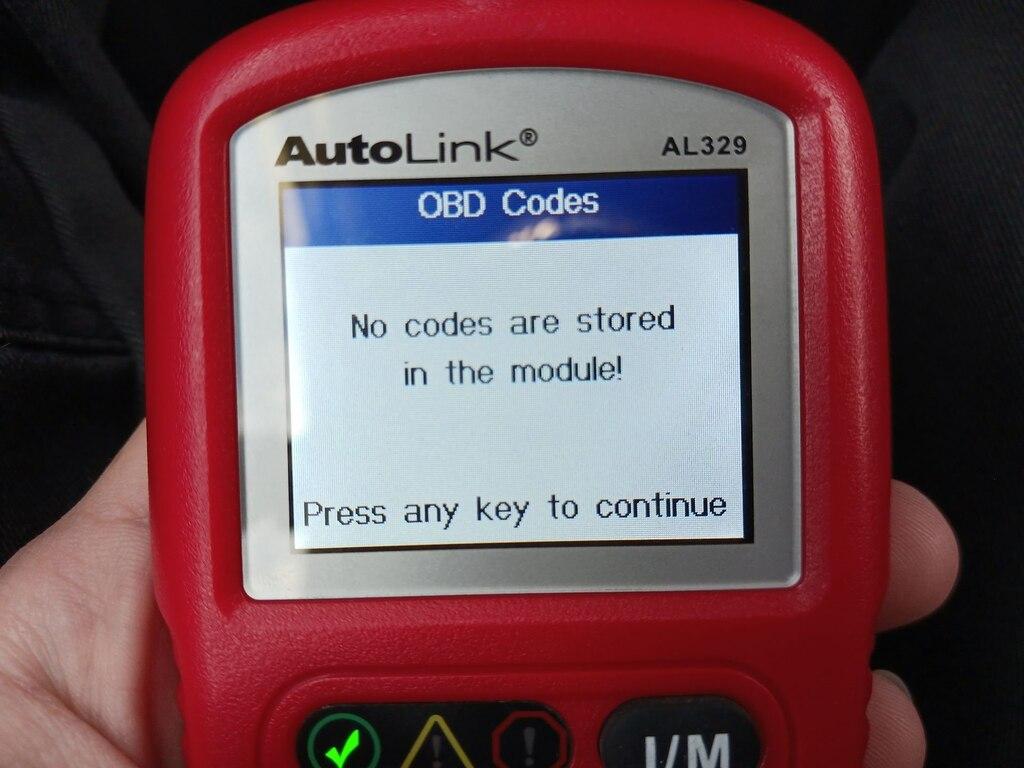 AutoLink® AL329
OBD Codes
No codes are stored
in the module!
Press any key to continue
I/M